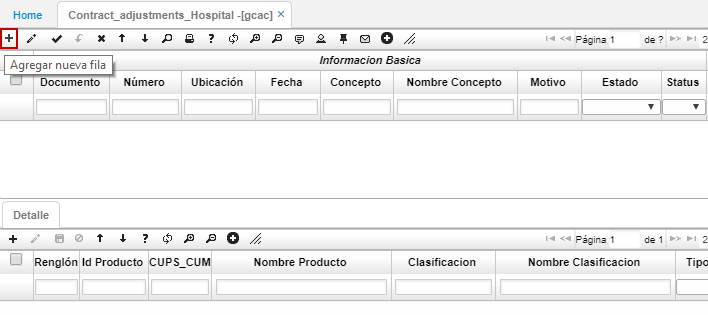 Home
Contract_adjustments_Hospital -[gcac] ×
Página 1 de ? 2
Agregar nueva fila
Informacion Basica
Documento Número Ubicación Fecha Concepto Nombre Concepto Motivo Estado Status
Detalle
Página 1 de 1 20
Renglón Id Producto CUPS_CUM Nombre Producto Clasificacion Nombre Clasificacion Tipo